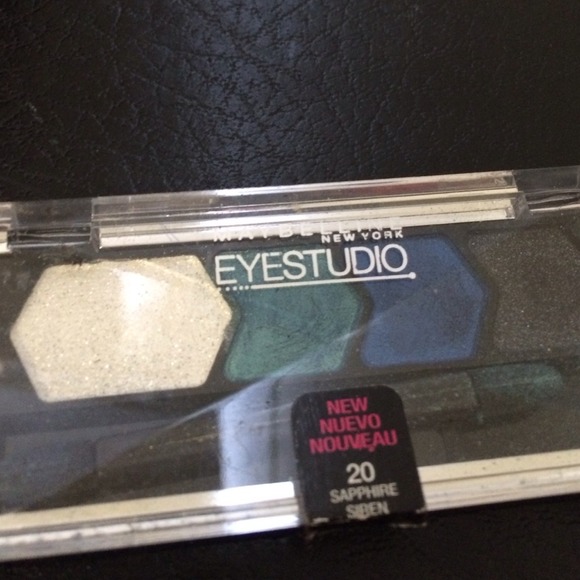 MAYBELLINE
NEW YORK
EYESTUDIO
NEW
NUEVO
NOUVEAU
20
SAPPHIRE
SIREN